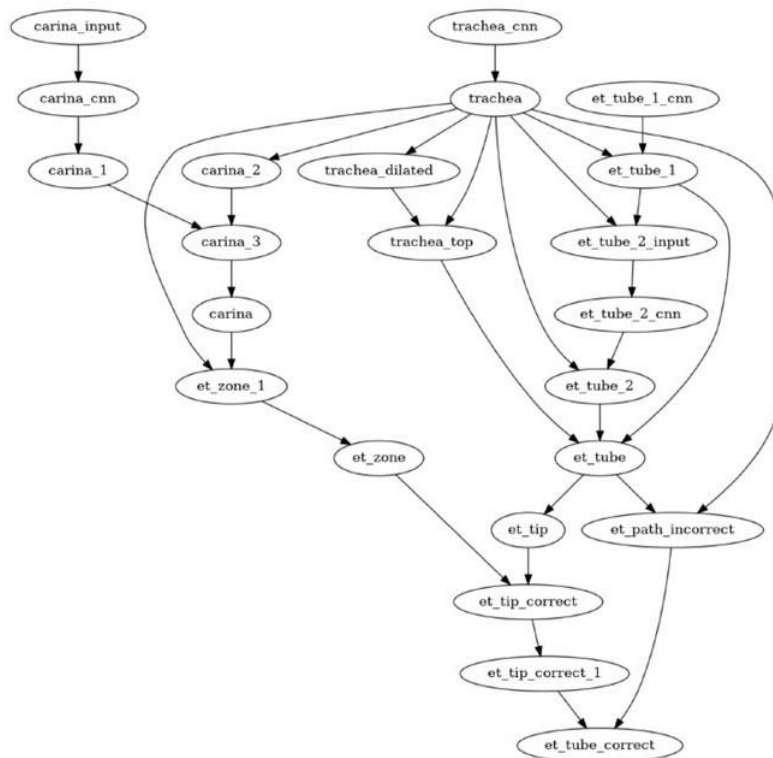 carina_input
trachea_cnn
carina_cnn
trachea
et_tube_1_cnn
carina_1
carina_2
trachea_dilated
et_tube_1
carina_3
trachea_top
et_tube_2_input
carina
et_tube_2_cnn
et_zone_1
et_tube_2
et_zone
et_tube
et_tip
et_path_incorrect
et_tip_correct
et_tip_correct_1
et_tube_correct